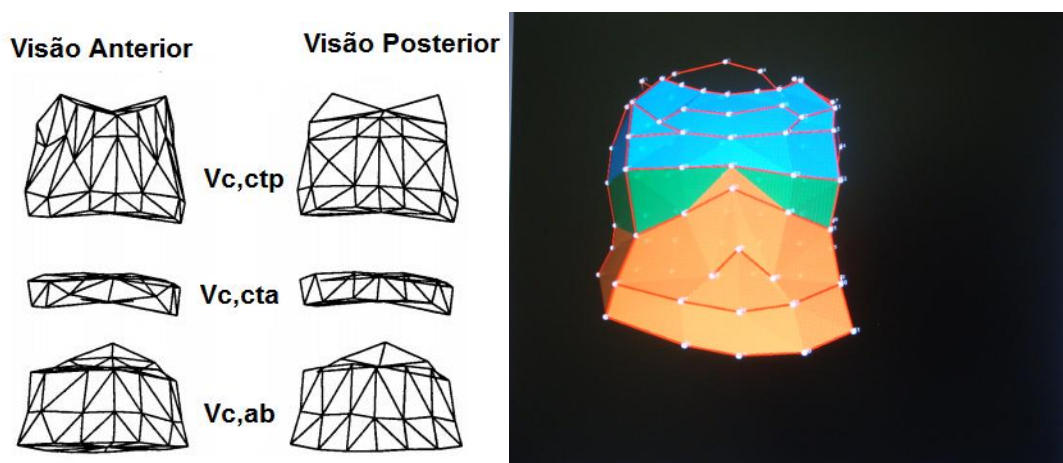 Visão Anterior
Visão Posterior
Vc,ctp
Vc,cta
Vc,ab